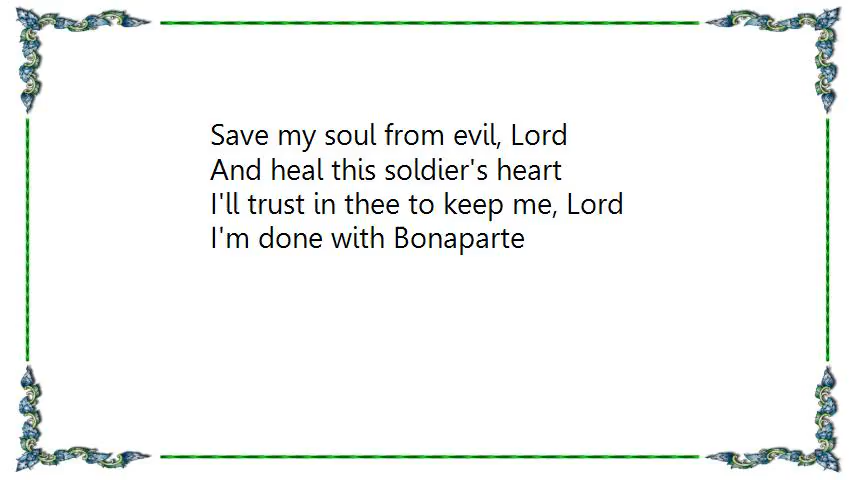 Save my soul from evil, Lord
And heal this soldier's heart
I'll trust in thee to keep me, Lord
I'm done with Bonaparte